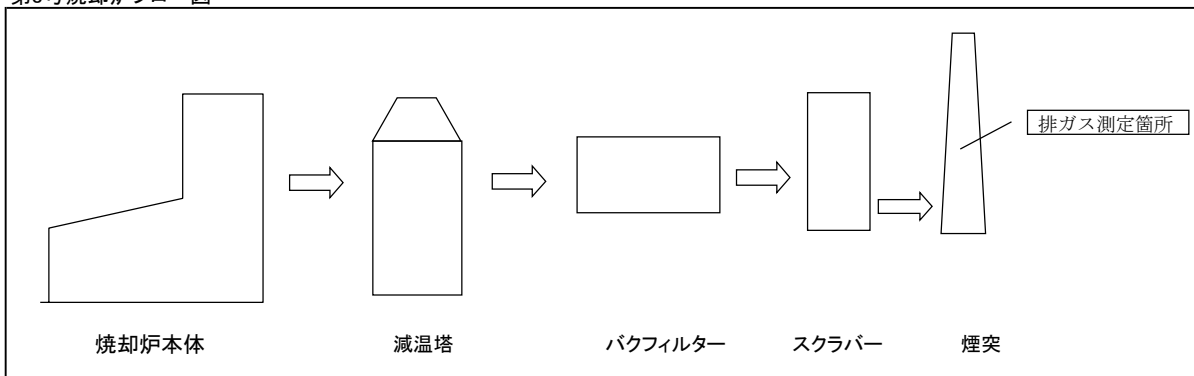 排ガス測定箇所
焼却炉本体
減温塔
バクフィルター
スクラバー
煙突